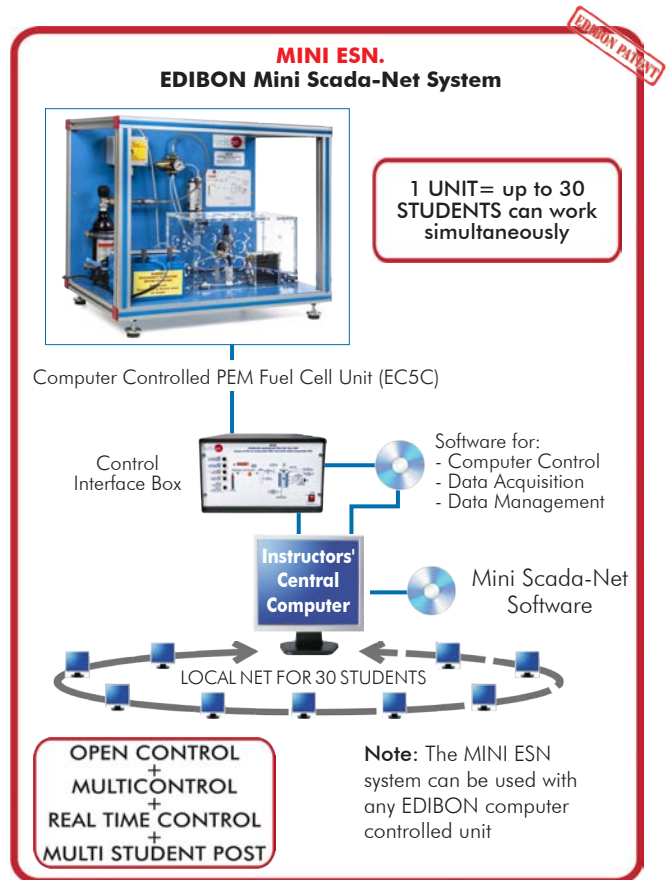 EDIBON PATENT
MINI ESN.
EDIBON Mini Scada-Net System
1 UNIT= up to 30
STUDENTS can work
simultaneously
Computer Controlled PEM Fuel Cell Unit (EC5C)
Control
Interface Box
Software for:
- Computer Control
- Data Acquisition
- Data Management
Instructors'
Central
Computer
Mini Scada-Net
Software
LOCAL NET FOR 30 STUDENTS
OPEN CONTROL
+
MULTICONTROL
+
REAL TIME CONTROL
+
MULTI STUDENT POST
Note: The MINI ESN
system can be used with
any EDIBON computer
controlled unit